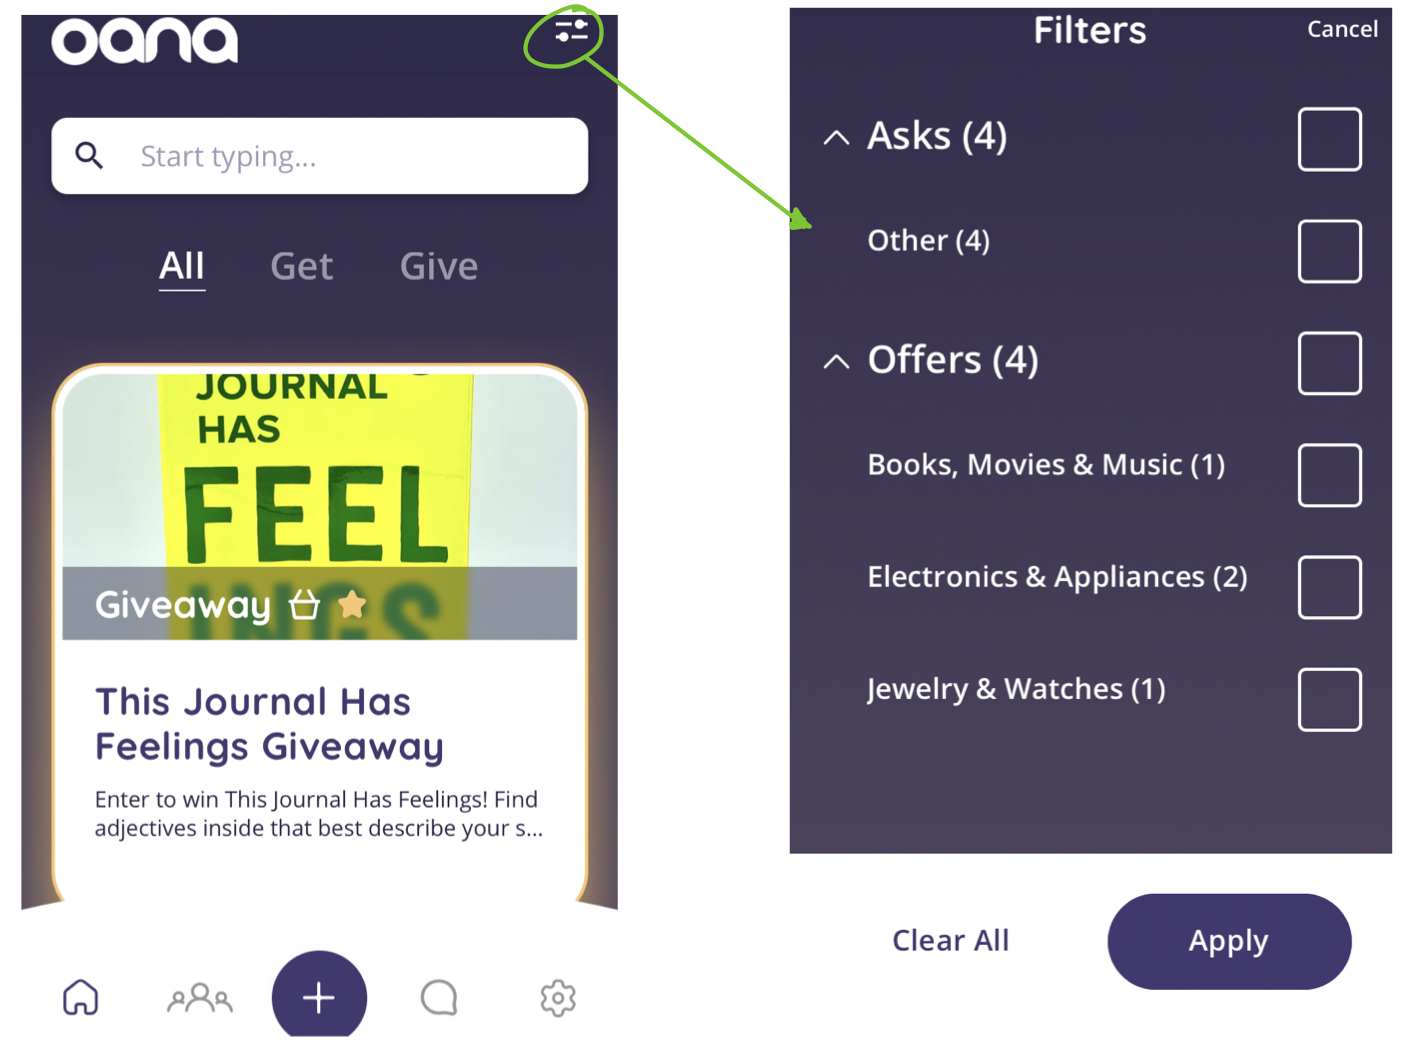 oana
Start typing...
All Get Give
JOURNAL
HAS
FEEL
INGS
Giveaway
This Journal Has
Feelings Giveaway
Enter to win This Journal Has Feelings! Find
adjectives inside that best describe your s...
Filters
Cancel
Asks (4)
Other (4)
Offers (4)
Books, Movies & Music (1)
Electronics & Appliances (2)
Jewelry & Watches (1)
Clear All
Apply